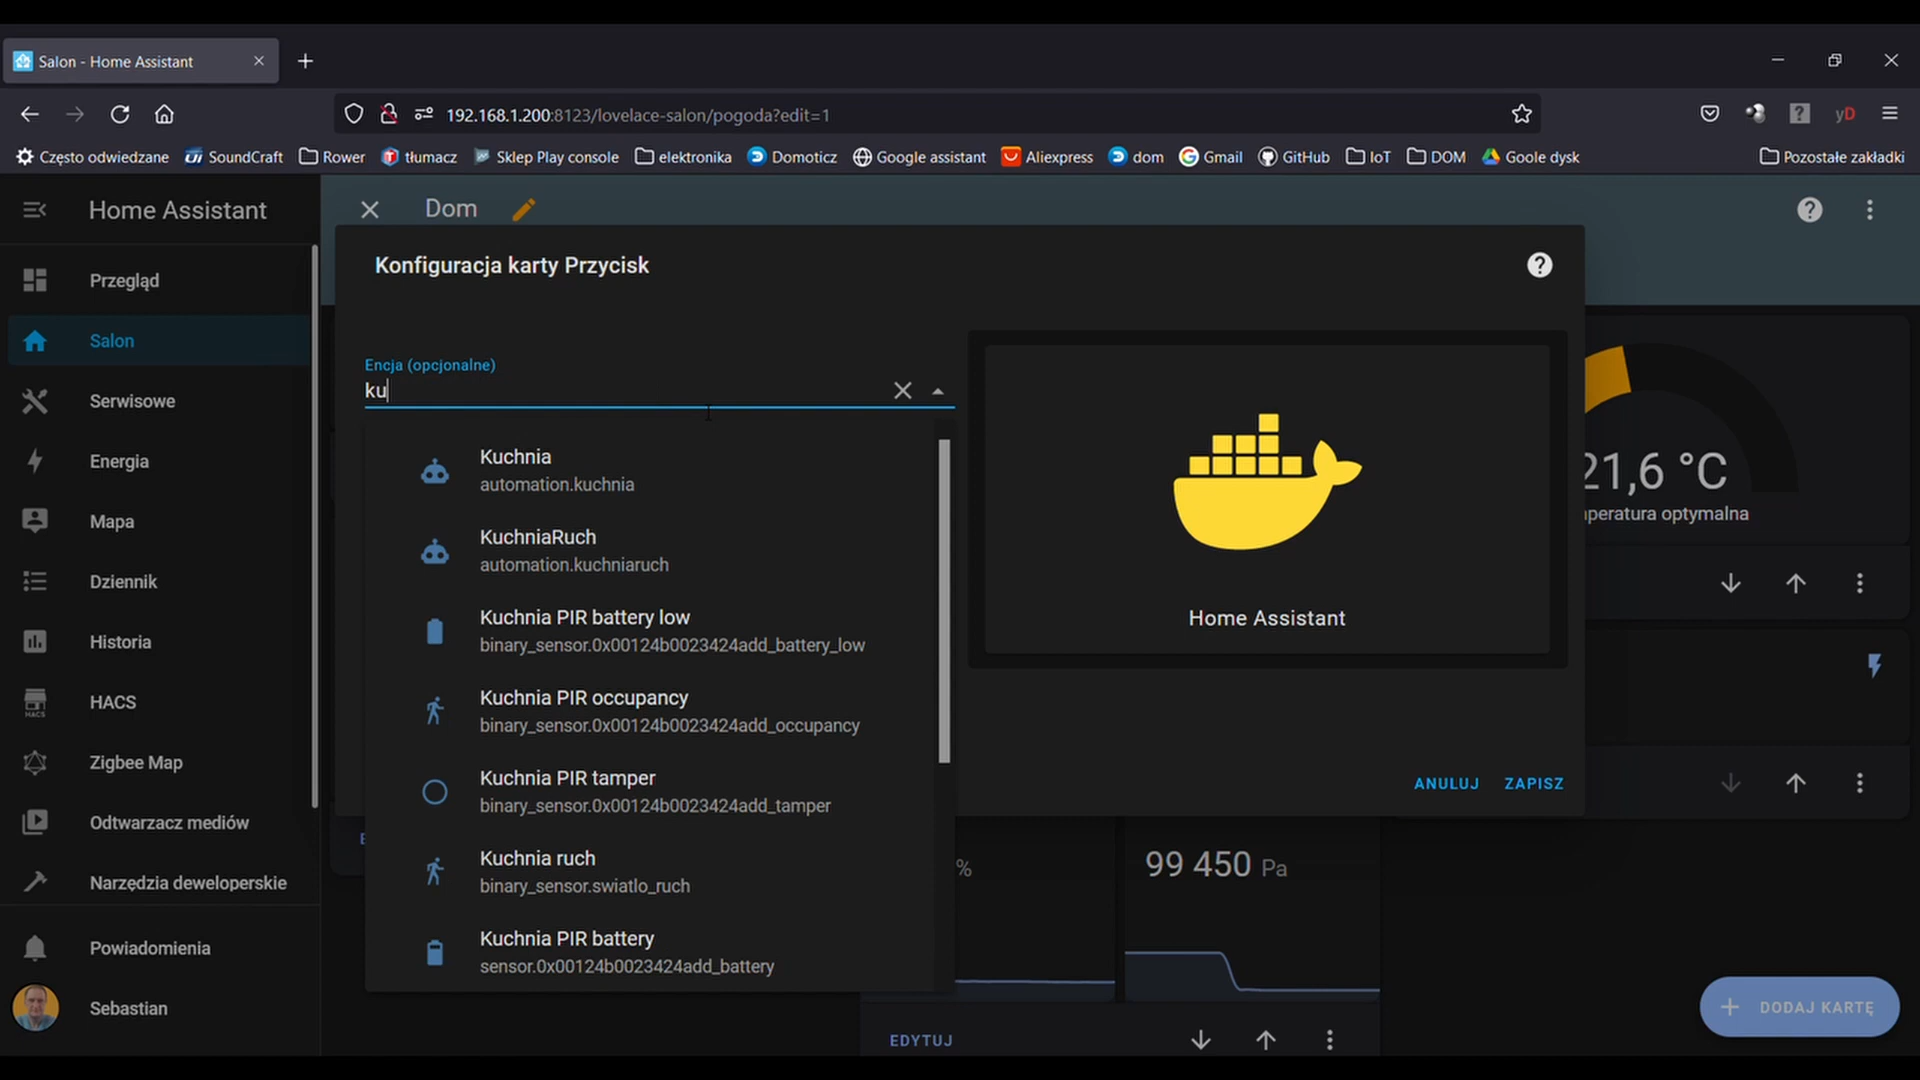 Salon - Home Assistant
192.168.1.200:8123/lovelace-salon/pogoda?edit=1
yD
Często odwiedzane
SoundCraft
Rower
tłumacz
Sklep Play console
elektronika
Domoticz
Google assistant
Aliexpress
dom
Gmail
GitHub
IoT
DOM
Goole dysk
Pozostałe zakładki
Home Assistant
Przegląd
Salon
Serwisowe
Energia
Mapa
Dziennik
Historia
HACS
HACS
Zigbee Map
Odtwarzacz mediów
Narzędzia deweloperskie
Powiadomienia
Sebastian
Dom
Konfiguracja karty Przycisk
Encja (opcjonalne)
ku
Kuchnia
automation.kuchnia
KuchniaRuch
automation.kuchniaruch
Kuchnia PIR battery low
binary_sensor.0x00124b0023424add_battery_low
Kuchnia PIR occupancy
binary_sensor.0x00124b0023424add_occupancy
Kuchnia PIR tamper
binary_sensor.0x00124b0023424add_tamper
Kuchnia ruch
binary_sensor.swiatlo_ruch
Kuchnia PIR battery
sensor.0x00124b0023424add_battery
Home Assistant
ANULUJ
ZAPISZ
21,6 °C
peratura optymalna
%
99 450 Pa
EDYTUJ
DODAJ KARTĘ